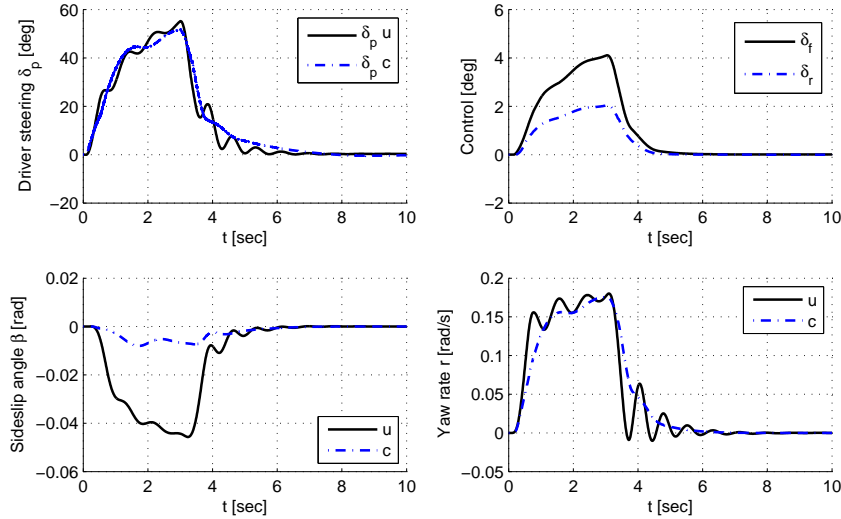 60
40
20
0
−20
0 2 4 6 8 10
t [sec]
Driver steering δp [deg]
δp u
δp c
6
4
2
0
−2
0 2 4 6 8 10
t [sec]
Control [deg]
δf
δr
0.02
0
−0.02
−0.04
−0.06
0 2 4 6 8 10
t [sec]
Sideslip angle β [rad]
u
c
0.2
0.15
0.1
0.05
0
−0.05
0 2 4 6 8 10
t [sec]
Yaw rate r [rad/s]
u
c